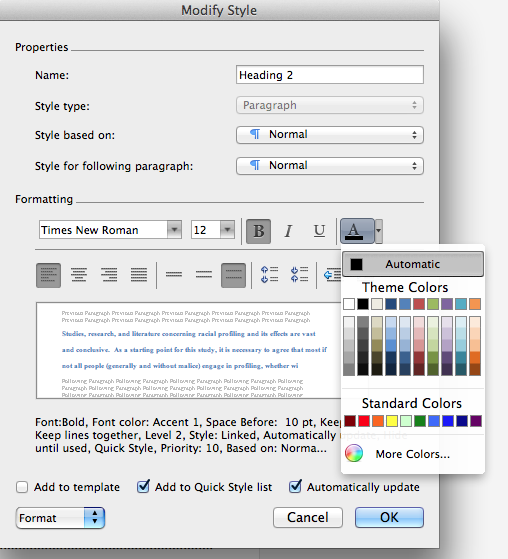 Modify Style
Properties
Name: Heading 2
Style type: Paragraph
Style based on: ¶ Normal
Style for following paragraph: ¶ Normal
Formatting
Times New Roman 12 B I U A
Automatic
Theme Colors
Previous Paragraph Previous Paragraph Previous Paragraph Previous Paragraph Previous Paragraph
Previous Paragraph Previous Paragraph Previous Paragraph Previous Paragraph Previous Paragraph
Studies, research, and literature concerning racial profiling and its effects are vast
and conclusive. As a starting point for this study, it is necessary to agree that most if
not all people (generally and without malice) engage in profiling, whether wi
Following Paragraph Following Paragraph Following Paragraph Following Paragraph
Following Paragraph Following Paragraph Following Paragraph Following Paragraph
Following Paragraph Following Paragraph Following Paragraph Following Paragraph
Standard Colors
More Colors...
Font:Bold, Font color: Accent 1, Space Before: 10 pt, Keep
Keep lines together, Level 2, Style: Linked, Automatically
until used, Quick Style, Priority: 10, Based on: Norma...
Add to template Add to Quick Style list Automatically update
Format Cancel OK